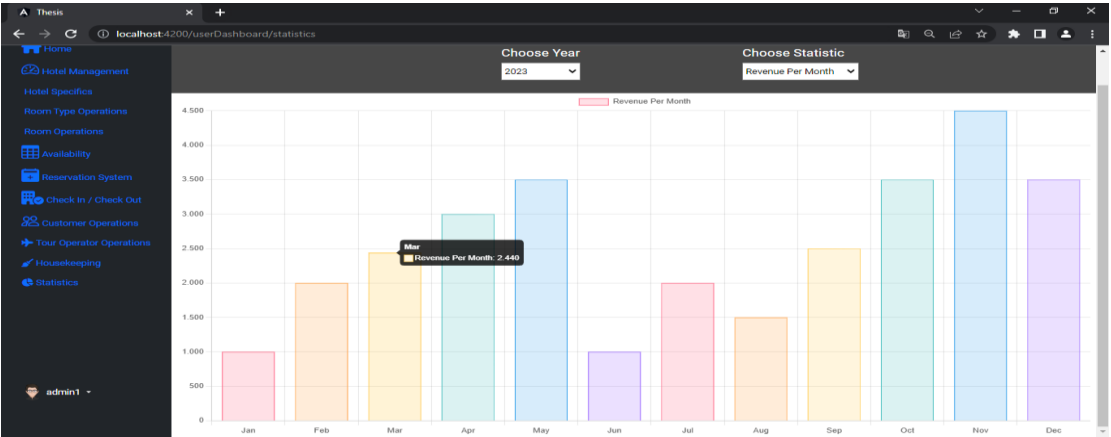 A Thesis
localhost:4200/userDashboard/statistics
Home
Hotel Management
Hotel Specifics
Room Type Operations
Room Operations
Availability
Reservation System
Check In / Check Out
Customer Operations
Tour Operator Operations
Housekeeping
Statistics
admin1
Choose Year
2023
Choose Statistic
Revenue Per Month
Revenue Per Month
4.500
4.000
3.500
3.000
2.500
2.000
1.500
1.000
500
0
Mar
Revenue Per Month: 2.440
Jan Feb Mar Apr May Jun Jul Aug Sep Oct Nov Dec